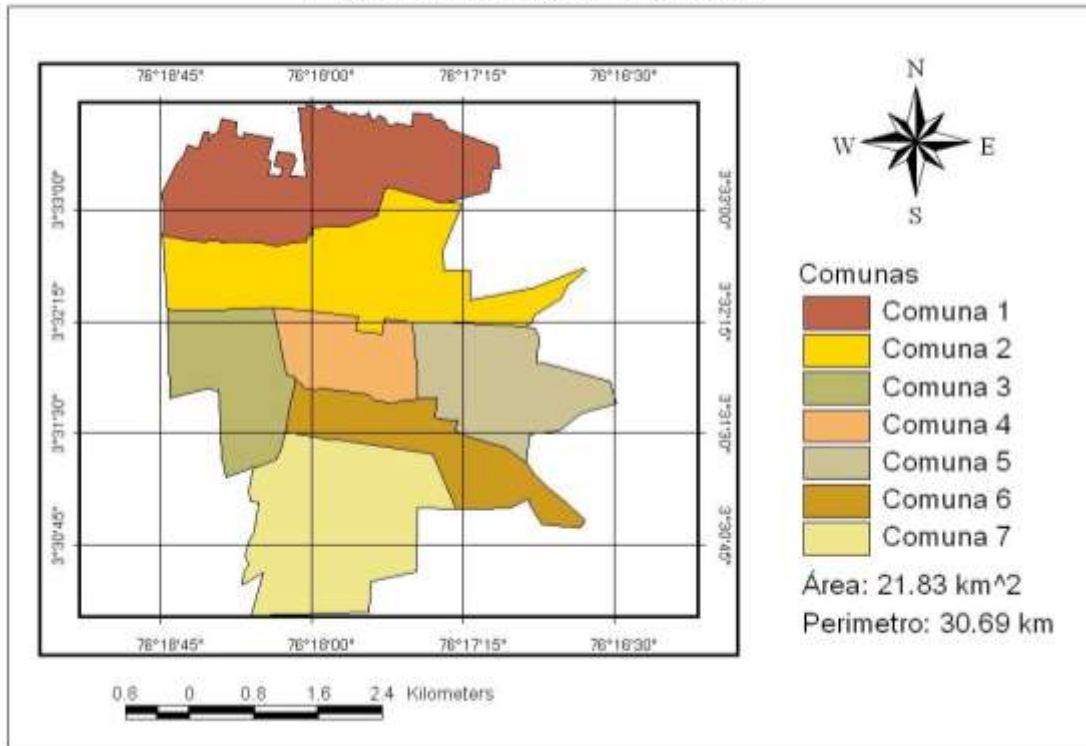 76°18'45" 76°18'00" 76°17'15" 76°16'30"
N
W E
S
3°33'00" 3°33'00"
3°32'15" 3°32'15"
3°31'30" 3°31'30"
3°30'45" 3°30'45"
76°18'45" 76°18'00" 76°17'15" 76°16'30"
Comunas
Comuna 1
Comuna 2
Comuna 3
Comuna 4
Comuna 5
Comuna 6
Comuna 7
Área: 21.83 km^2
Perimetro: 30.69 km
0.8 0 0.8 1.6 2.4 Kilometers